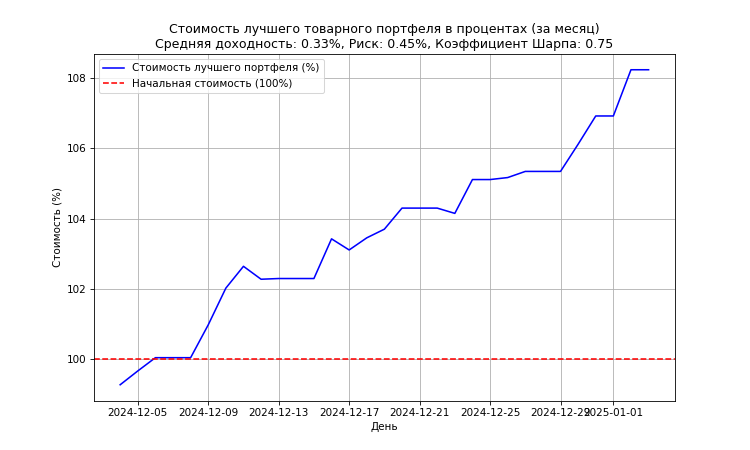 Стоимость лучшего товарного портфеля в процентах (за месяц)
Средняя доходность: 0.33%, Риск: 0.45%, Коэффициент Шарпа: 0.75
Стоимость лучшего портфеля (%)
Начальная стоимость (100%)
108
106
104
102
100
Стоимость (%)
2024-12-05 2024-12-09 2024-12-13 2024-12-17 2024-12-21 2024-12-25 2024-12-29 2025-01-01
День